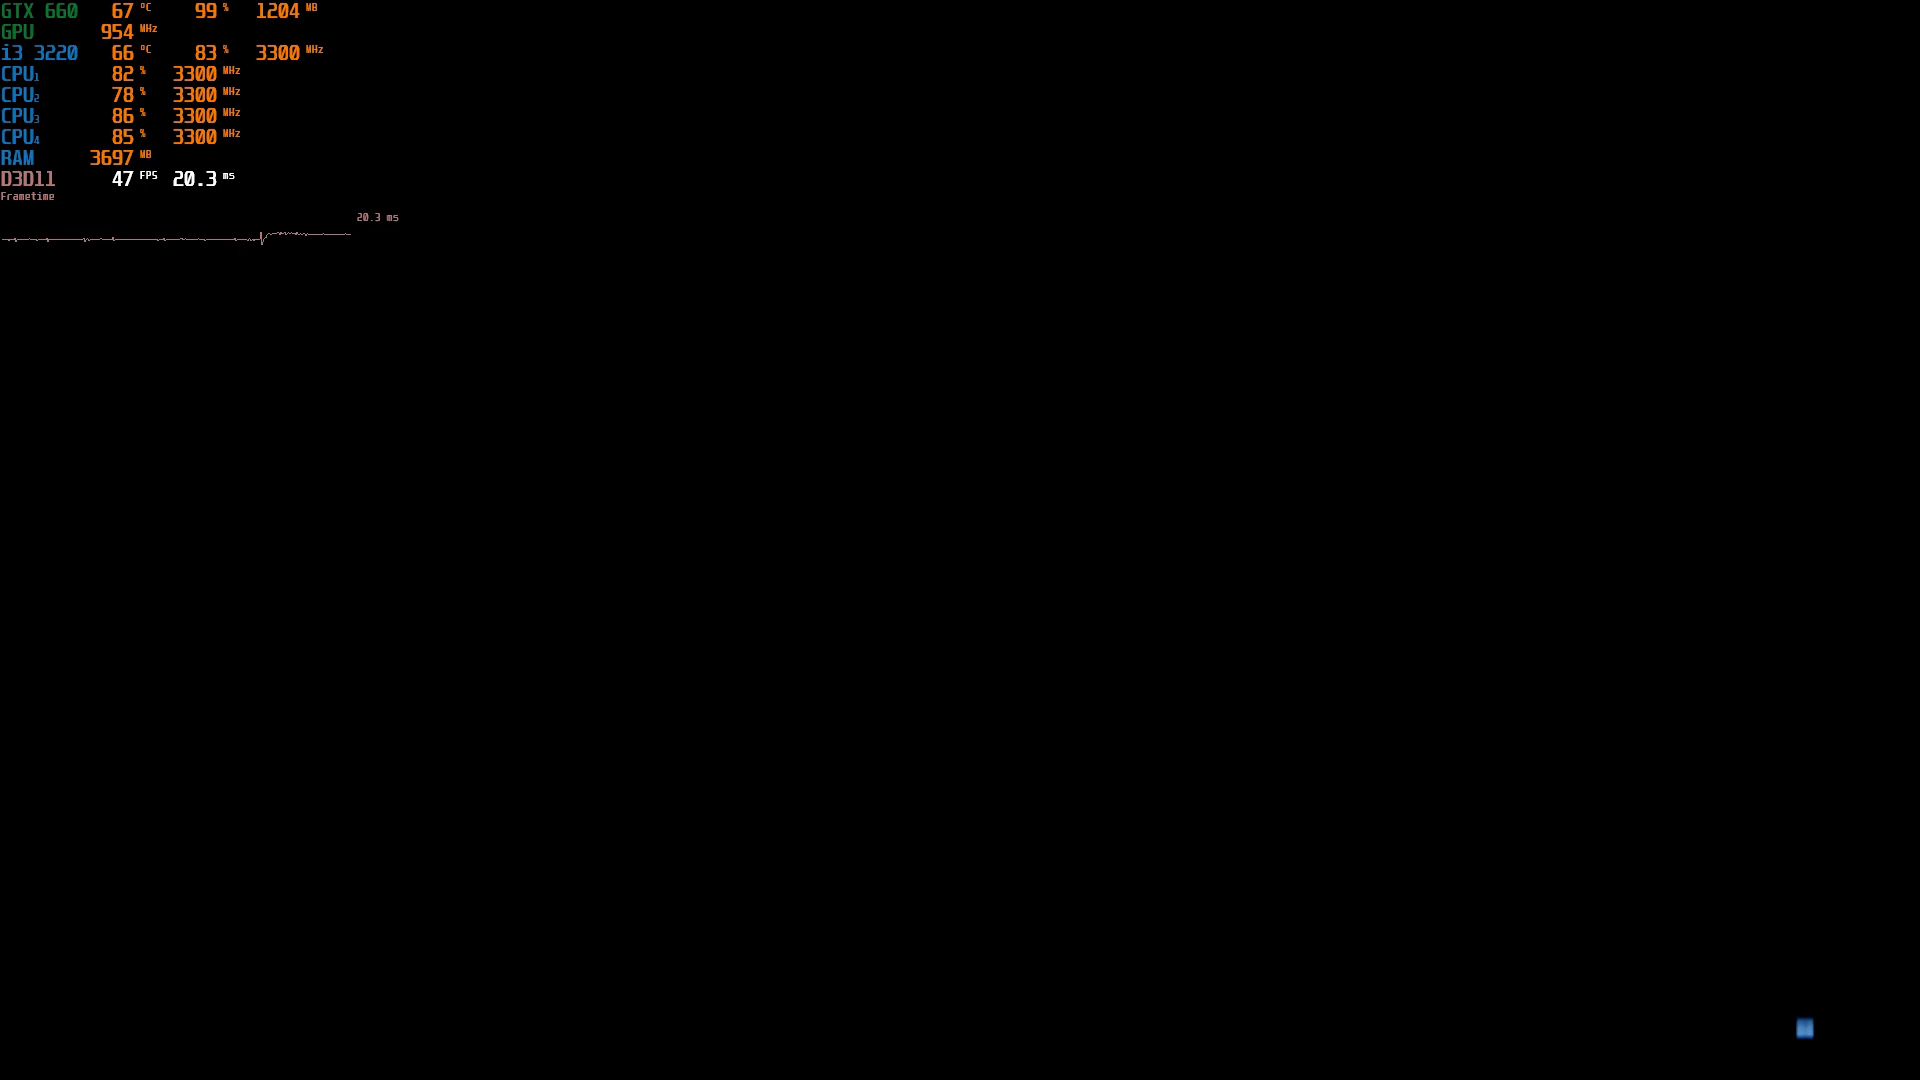 GTX 660 67 °C 99 % 1204 MB
GPU 954 MHz
i3 3220 66 °C 83 % 3300 MHz
CPU1 82 % 3300 MHz
CPU2 78 % 3300 MHz
CPU3 86 % 3300 MHz
CPU4 85 % 3300 MHz
RAM 3697 MB
D3D11 47 FPS 20.3 ms
Frametime
20.3 ms